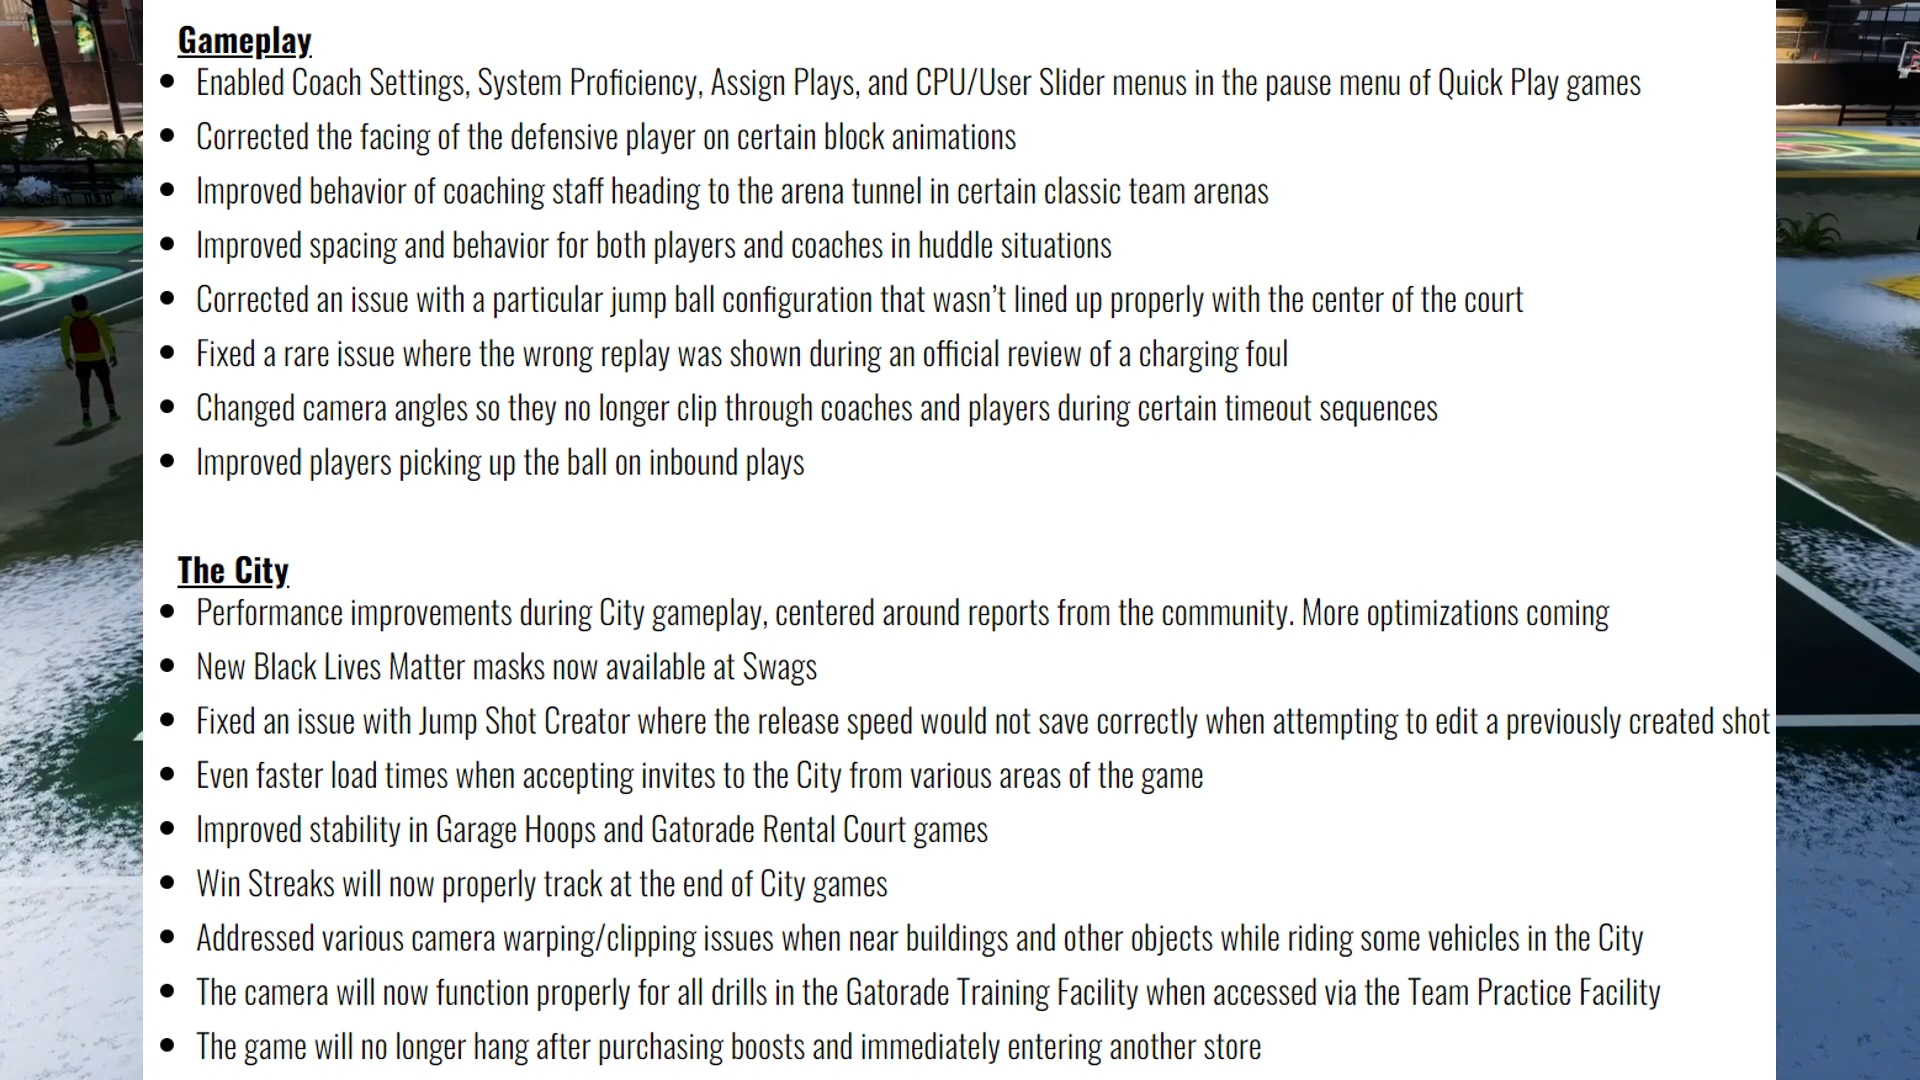 Gameplay
• Enabled Coach Settings, System Proficiency, Assign Plays, and CPU/User Slider menus in the pause menu of Quick Play games
• Corrected the facing of the defensive player on certain block animations
• Improved behavior of coaching staff heading to the arena tunnel in certain classic team arenas
• Improved spacing and behavior for both players and coaches in huddle situations
• Corrected an issue with a particular jump ball configuration that wasn’t lined up properly with the center of the court
• Fixed a rare issue where the wrong replay was shown during an official review of a charging foul
• Changed camera angles so they no longer clip through coaches and players during certain timeout sequences
• Improved players picking up the ball on inbound plays
The City
• Performance improvements during City gameplay, centered around reports from the community. More optimizations coming
• New Black Lives Matter masks now available at Swags
• Fixed an issue with Jump Shot Creator where the release speed would not save correctly when attempting to edit a previously created shot
• Even faster load times when accepting invites to the City from various areas of the game
• Improved stability in Garage Hoops and Gatorade Rental Court games
• Win Streaks will now properly track at the end of City games
• Addressed various camera warping/clipping issues when near buildings and other objects while riding some vehicles in the City
• The camera will now function properly for all drills in the Gatorade Training Facility when accessed via the Team Practice Facility
• The game will no longer hang after purchasing boosts and immediately entering another store